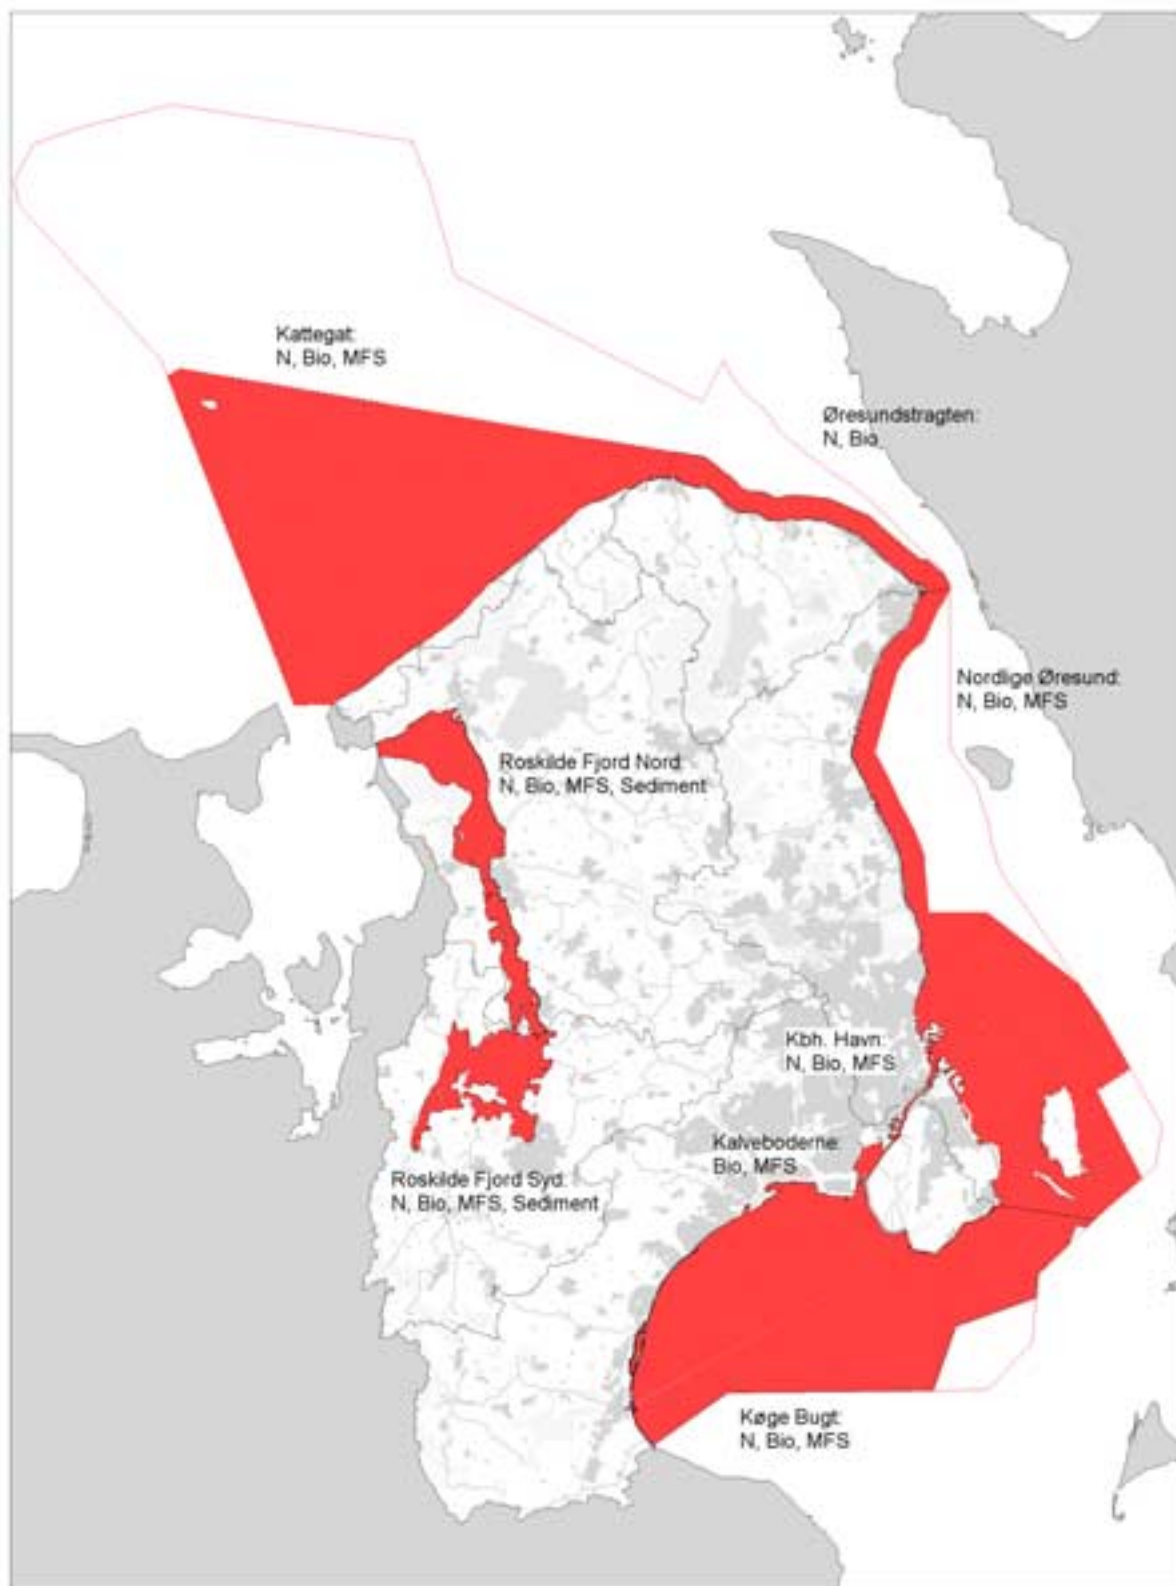 Kattegat:
N, Bio, MFS
Øresundstragten:
N, Bio
Nordlige Øresund:
N, Bio, MFS
Roskilde Fjord Nord:
N, Bio, MFS, Sediment
Kbh. Havn:
N, Bio, MFS
Kalveboderne:
Bio, MFS
Roskilde Fjord Syd:
N, Bio, MFS, Sediment
Køge Bugt:
N, Bio, MFS